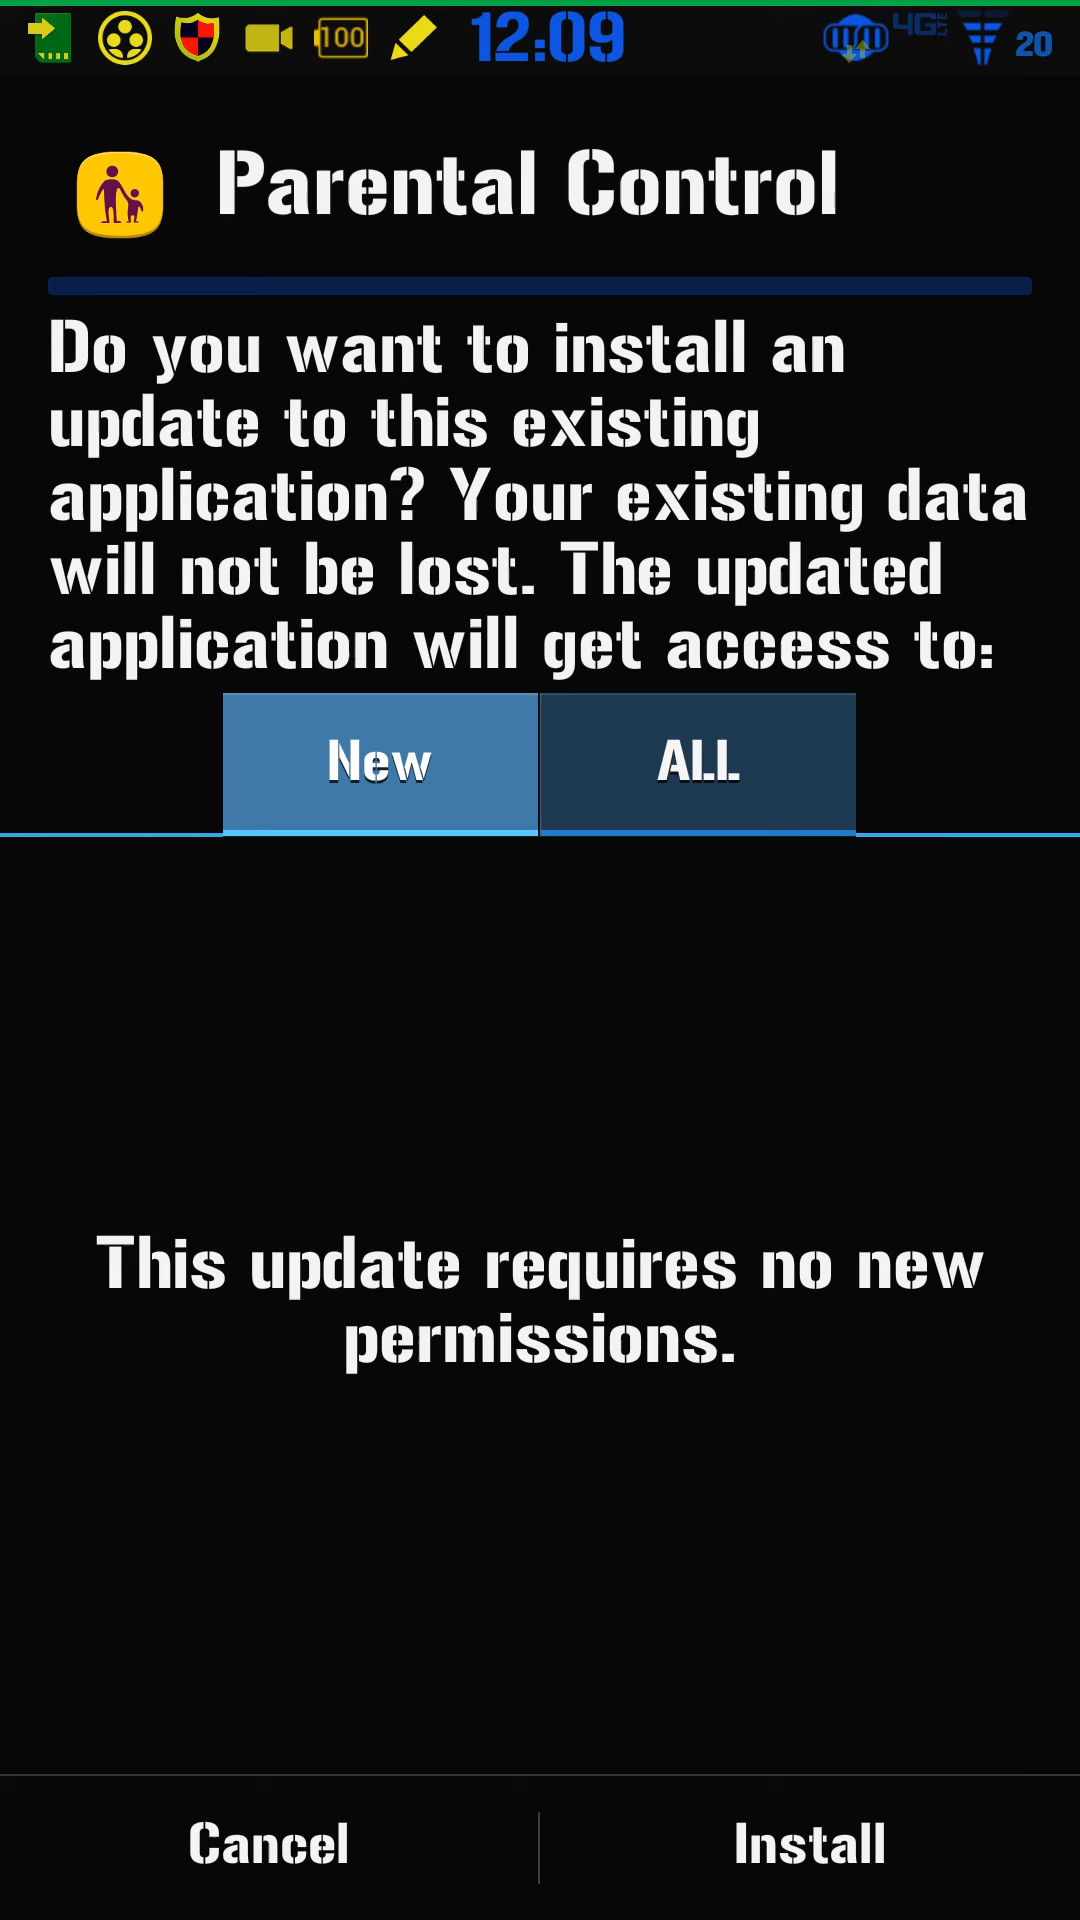 100 12:09 4G LTE 20
Parental Control
Do you want to install an
update to this existing
application? Your existing data
will not be lost. The updated
application will get access to:
New ALL
This update requires no new
permissions.
Cancel Install